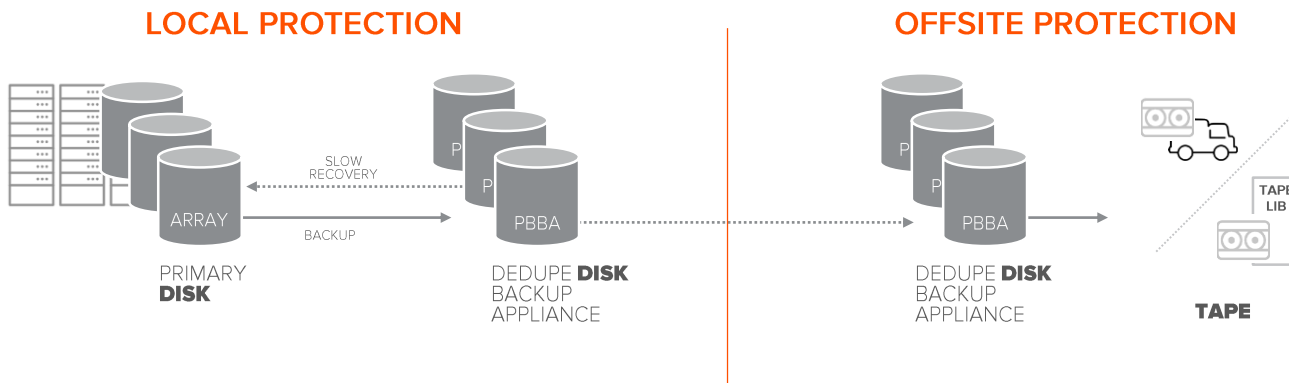 LOCAL PROTECTION
OFFSITE PROTECTION
SLOW
RECOVERY
ARRAY
BACKUP
P
P
PBBA
PRIMARY
DISK
DEDUPE DISK
BACKUP
APPLIANCE
P
P
PBBA
DEDUPE DISK
BACKUP
APPLIANCE
TAPE
LIB
TAPE